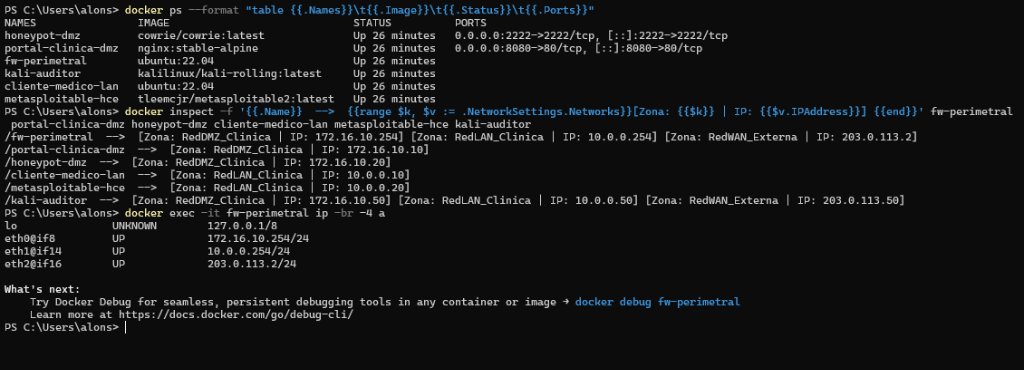 PS C:\Users\alons> docker ps --format "table {{.Names}}\t{{.Image}}\t{{.Status}}\t{{.Ports}}"
NAMES IMAGE STATUS PORTS
honeypot-dmz cowrie/cowrie:latest Up 26 minutes 0.0.0.0:2222->2222/tcp, [::]:2222->2222/tcp
portal-clinica-dmz nginx:stable-alpine Up 26 minutes 0.0.0.0:8080->80/tcp, [::]:8080->80/tcp
fw-perimetral ubuntu:22.04 Up 26 minutes
kali-auditor kalilinux/kali-rolling:latest Up 26 minutes
cliente-medico-lan ubuntu:22.04 Up 26 minutes
metasploitable-hce tleemcjr/metasploitable2:latest Up 26 minutes
PS C:\Users\alons> docker inspect -f '{{.Name}} --> {{range $k, $v := .NetworkSettings.Networks}}[Zona: {{$k}} | IP: {{$v.IPAddress}}] {{end}}' fw-perimetral
portal-clinica-dmz honeypot-dmz cliente-medico-lan metasploitable-hce kali-auditor
/fw-perimetral --> [Zona: RedDMZ_Clinica | IP: 172.16.10.254] [Zona: RedLAN_Clinica | IP: 10.0.0.254] [Zona: RedWAN_Externa | IP: 203.0.113.2]
/portal-clinica-dmz --> [Zona: RedDMZ_Clinica | IP: 172.16.10.10]
/honeypot-dmz --> [Zona: RedDMZ_Clinica | IP: 172.16.10.20]
/cliente-medico-lan --> [Zona: RedLAN_Clinica | IP: 10.0.0.10]
/metasploitable-hce --> [Zona: RedLAN_Clinica | IP: 10.0.0.20]
/kali-auditor --> [Zona: RedDMZ_Clinica | IP: 172.16.10.50] [Zona: RedLAN_Clinica | IP: 10.0.0.50] [Zona: RedWAN_Externa | IP: 203.0.113.50]
PS C:\Users\alons> docker exec -it fw-perimetral ip -br -4 a
lo UNKNOWN 127.0.0.1/8
eth0@if8 UP 172.16.10.254/24
eth1@if14 UP 10.0.0.254/24
eth2@if16 UP 203.0.113.2/24
What's next:
Try Docker Debug for seamless, persistent debugging tools in any container or image → docker debug fw-perimetral
Learn more at https://docs.docker.com/go/debug-cli/
PS C:\Users\alons>